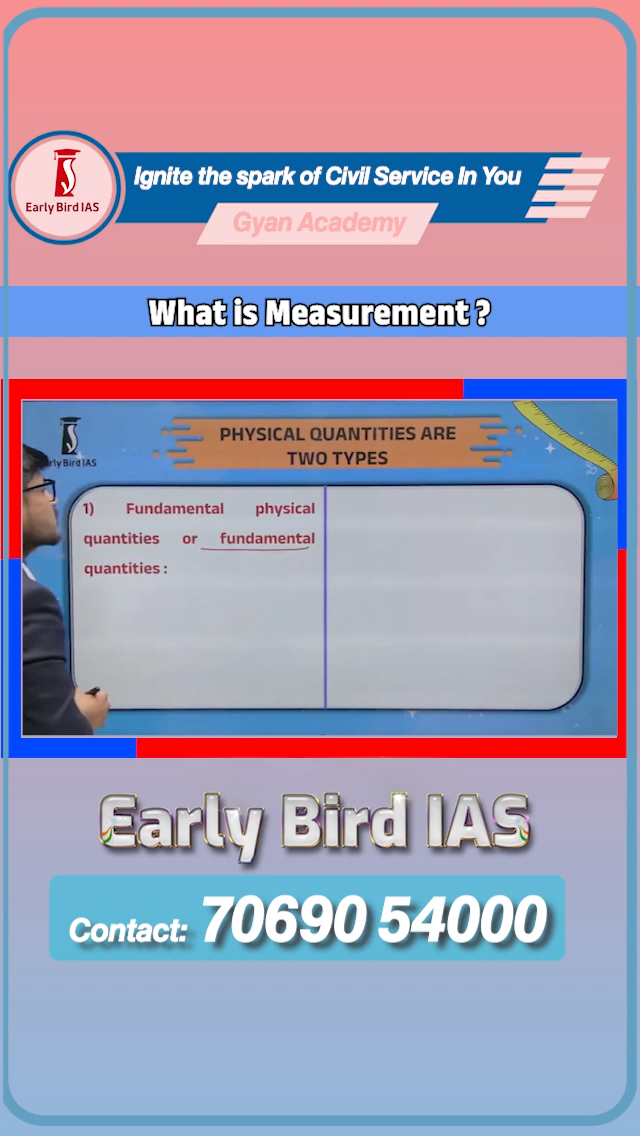 Ignite the spark of Civil Service In You
Early Bird IAS
Gyan Academy
What is Measurement ?
PHYSICAL QUANTITIES ARE
TWO TYPES
rly Bird IAS
1) Fundamental physical
quantities or fundamental
quantities :
Early Bird IAS
Contact: 70690 54000